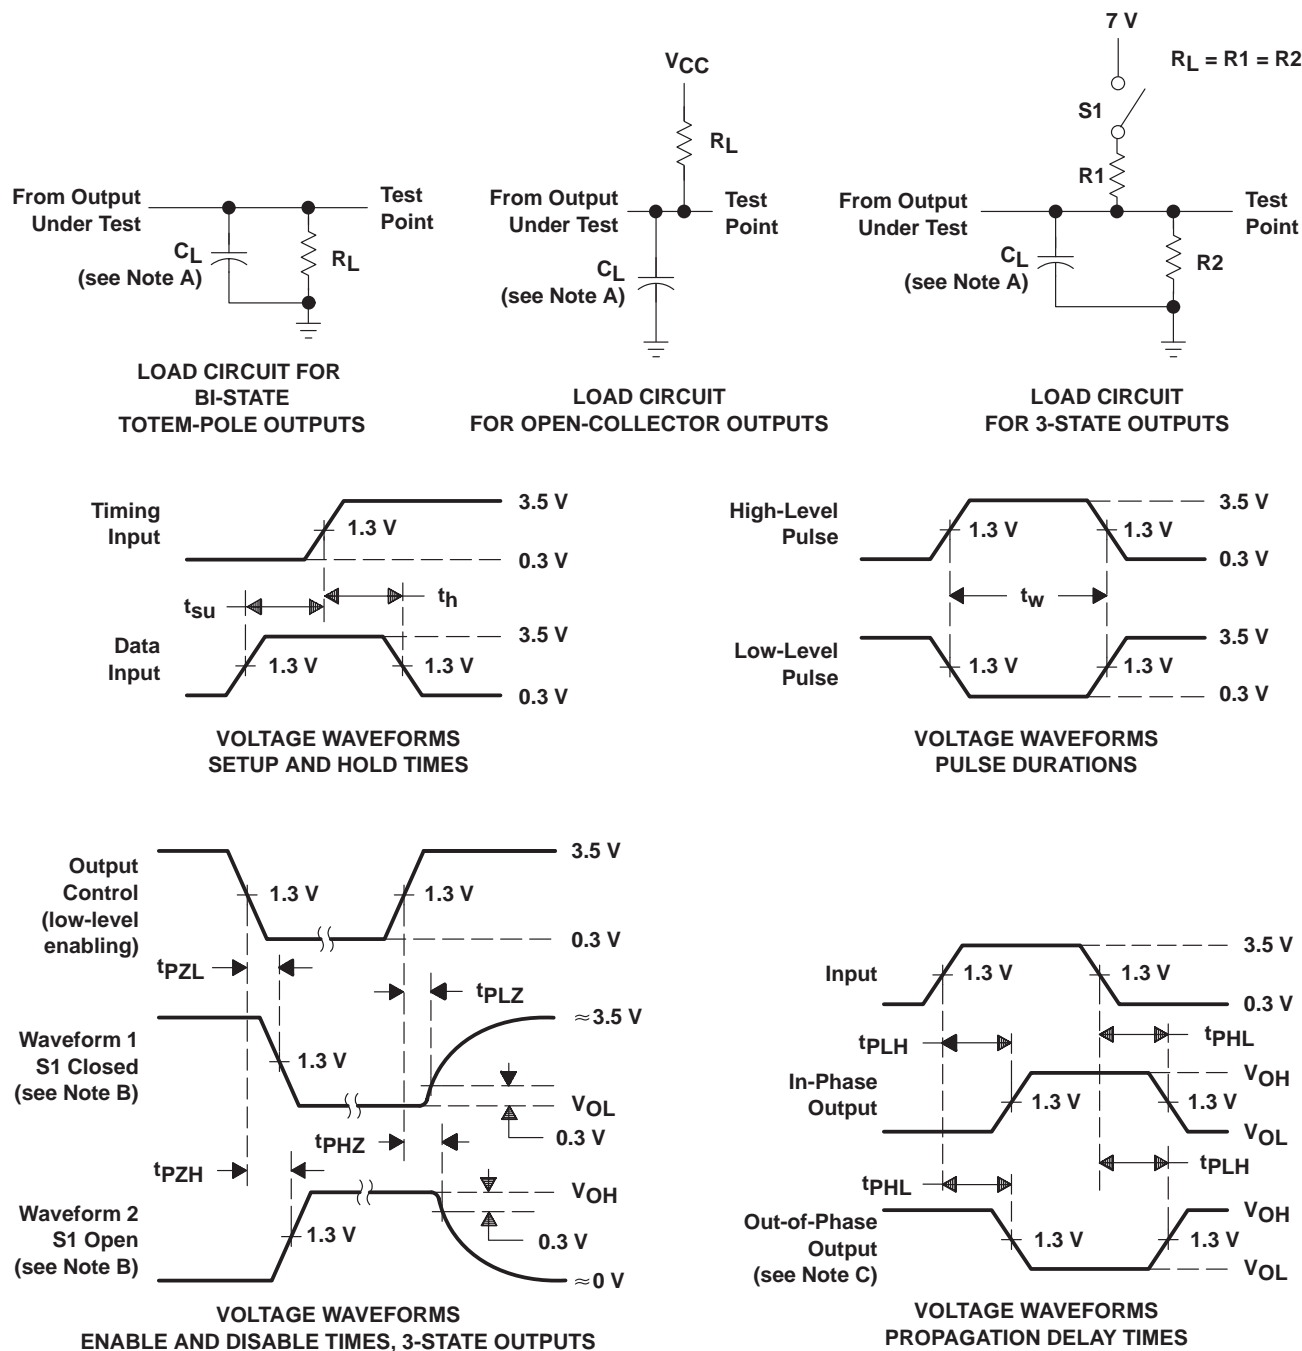 From Output
Under Test
Test
Point
CL
(see Note A)
RL
LOAD CIRCUIT FOR
BI-STATE
TOTEM-POLE OUTPUTS
VCC
RL
From Output
Under Test
Test
Point
CL
(see Note A)
LOAD CIRCUIT
FOR OPEN-COLLECTOR OUTPUTS
7 V
RL = R1 = R2
S1
R1
From Output
Under Test
Test
Point
CL
(see Note A)
R2
LOAD CIRCUIT
FOR 3-STATE OUTPUTS
Timing
Input
1.3 V
3.5 V
0.3 V
tsu
th
Data
Input
1.3 V
1.3 V
3.5 V
0.3 V
VOLTAGE WAVEFORMS
SETUP AND HOLD TIMES
High-Level
Pulse
1.3 V
1.3 V
3.5 V
0.3 V
tw
Low-Level
Pulse
1.3 V
1.3 V
3.5 V
0.3 V
VOLTAGE WAVEFORMS
PULSE DURATIONS
Output
Control
(low-level
enabling)
1.3 V
1.3 V
3.5 V
0.3 V
tPZL
tPLZ
Waveform 1
S1 Closed
(see Note B)
1.3 V
≈3.5 V
VOL
0.3 V
tPHZ
tPZH
Waveform 2
S1 Open
(see Note B)
1.3 V
VOH
0.3 V
≈0 V
VOLTAGE WAVEFORMS
ENABLE AND DISABLE TIMES, 3-STATE OUTPUTS
Input
1.3 V
1.3 V
3.5 V
0.3 V
tPLH
tPHL
In-Phase
Output
1.3 V
1.3 V
VOH
VOL
tPHL
tPLH
Out-of-Phase
Output
(see Note C)
1.3 V
1.3 V
VOH
VOL
VOLTAGE WAVEFORMS
PROPAGATION DELAY TIMES